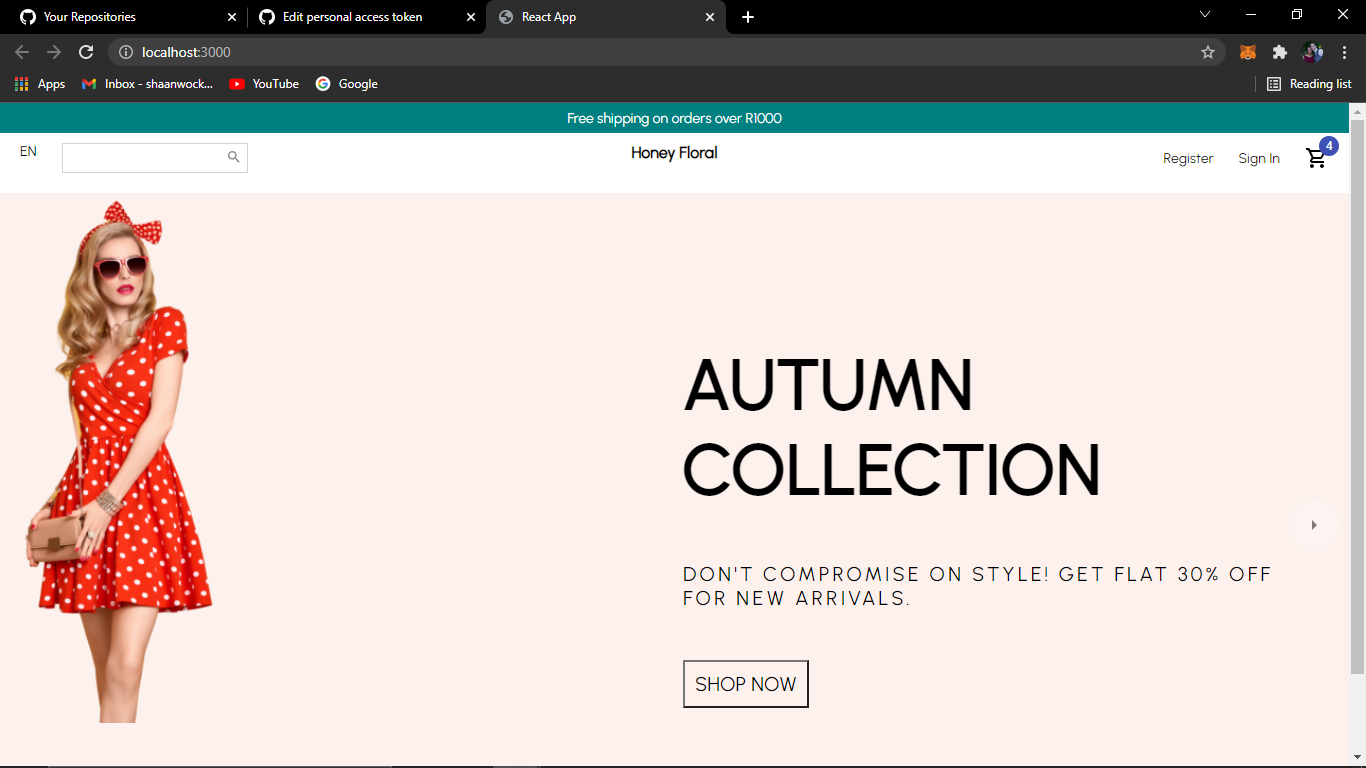 Your Repositories
Edit personal access token
React App
localhost:3000
Apps
Inbox - shaanwock...
YouTube
Google
Reading list
Free shipping on orders over R1000
EN
Honey Floral
Register
Sign In
4
AUTUMN
COLLECTION
DON'T COMPROMISE ON STYLE! GET FLAT 30% OFF
FOR NEW ARRIVALS.
SHOP NOW